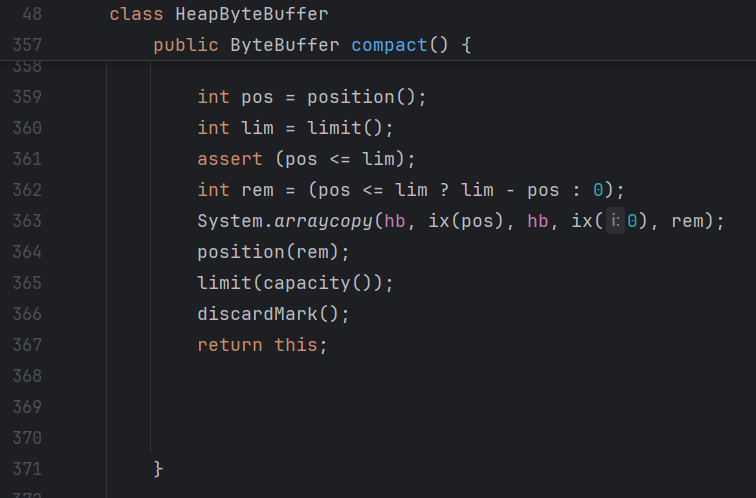 48 class HeapByteBuffer
357 public ByteBuffer compact() {
358
359 int pos = position();
360 int lim = limit();
361 assert (pos <= lim);
362 int rem = (pos <= lim ? lim - pos : 0);
363 System.arraycopy(hb, ix(pos), hb, ix( i: 0), rem);
364 position(rem);
365 limit(capacity());
366 discardMark();
367 return this;
368
369
370
371 }
372